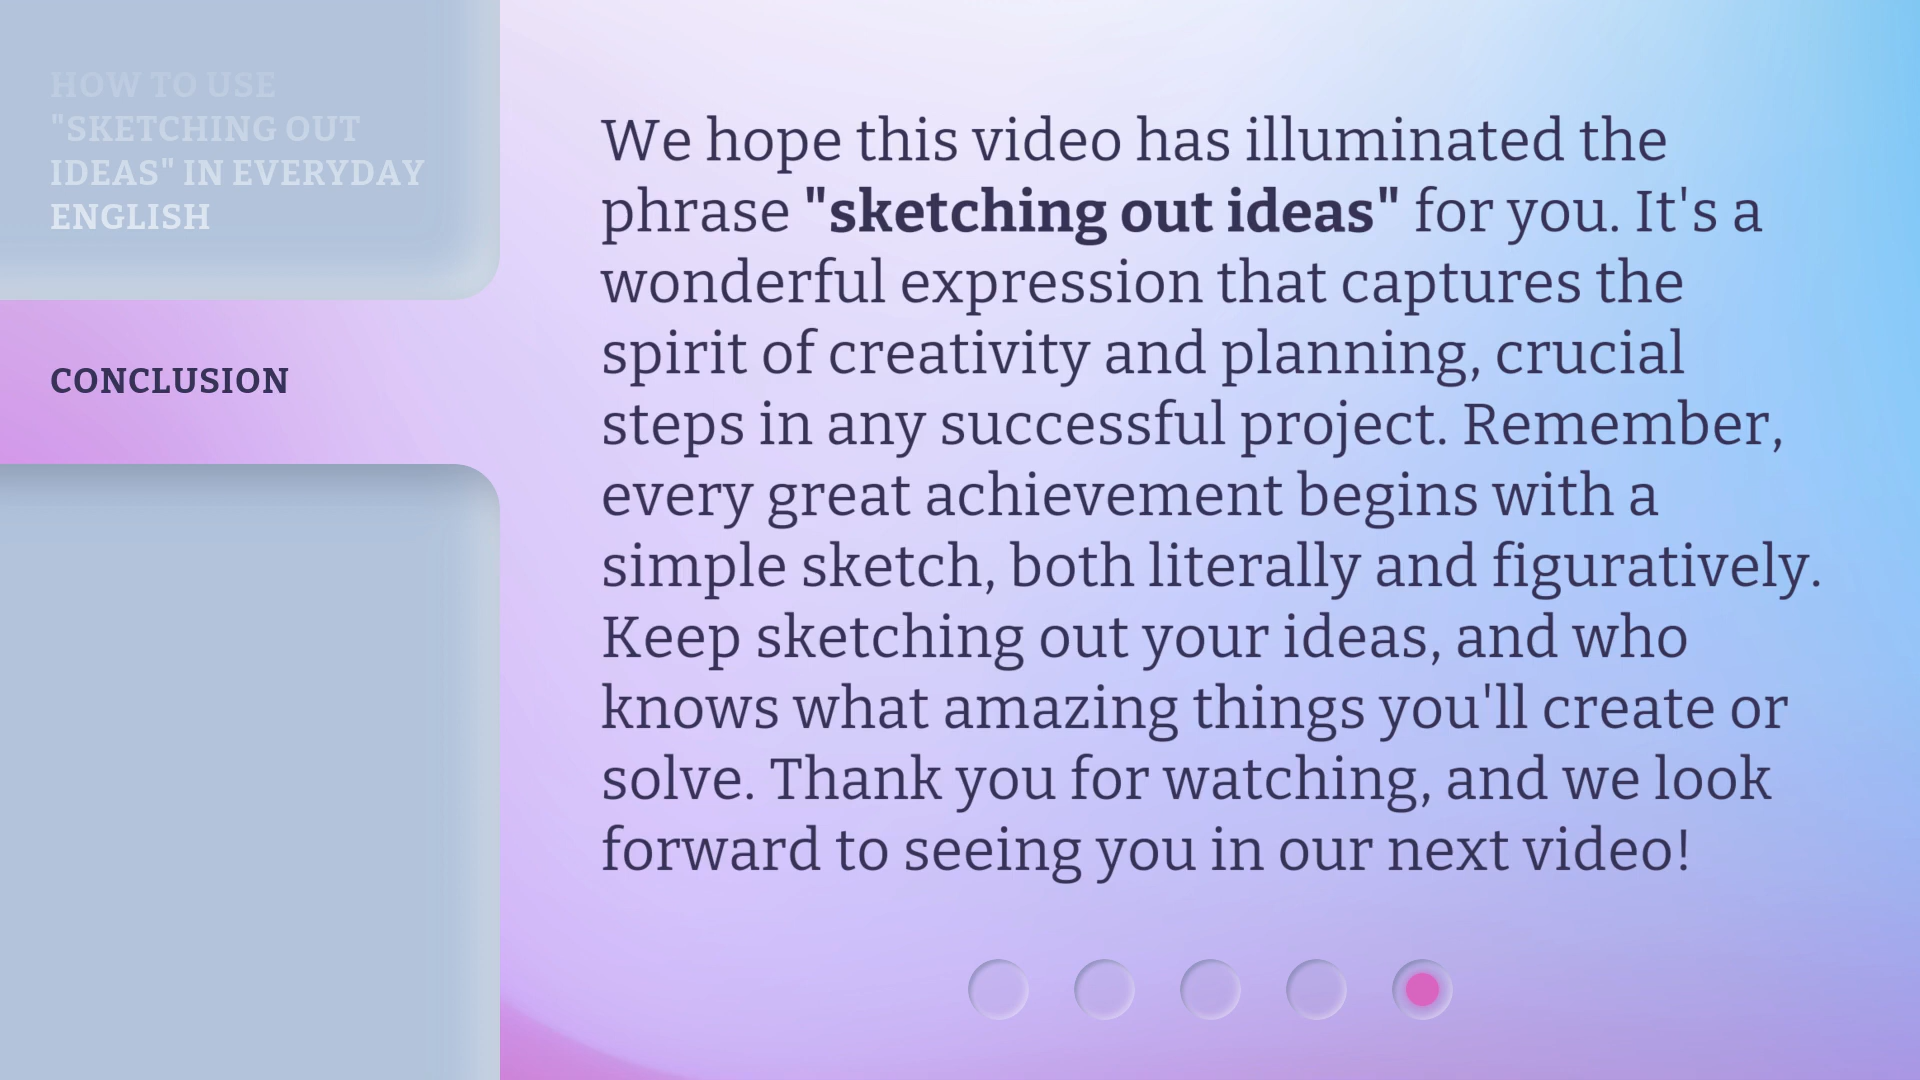 HOW TO USE
"SKETCHING OUT
IDEAS" IN EVERYDAY
ENGLISH
CONCLUSION
We hope this video has illuminated the
phrase "sketching out ideas" for you. It's a
wonderful expression that captures the
spirit of creativity and planning, crucial
steps in any successful project. Remember,
every great achievement begins with a
simple sketch, both literally and figuratively.
Keep sketching out your ideas, and who
knows what amazing things you'll create or
solve. Thank you for watching, and we look
forward to seeing you in our next video!